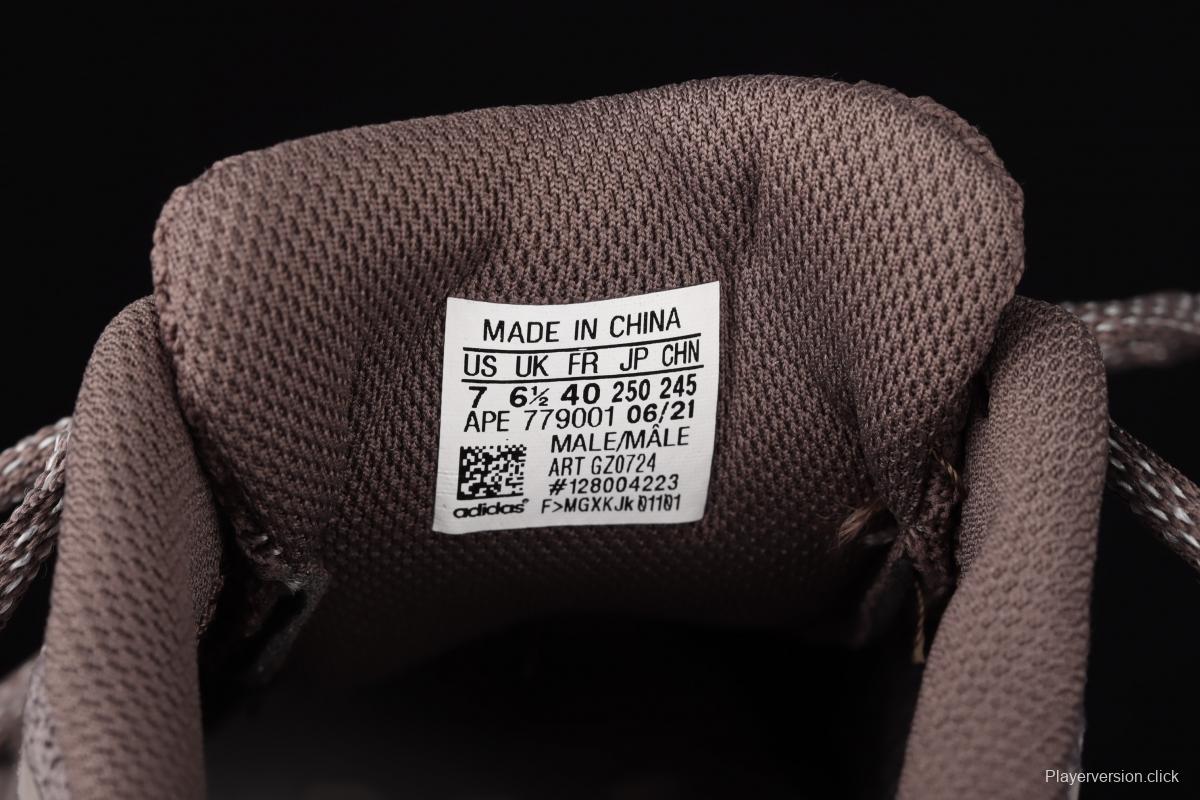 MADE IN CHINA
US UK FR JP CHN
7 6½ 40 250 245
APE 779001 06/21
MALE/MÂLE
ART GZ0724
#128004223
adidas® F>MGXKJk 01101
Playerversion.click